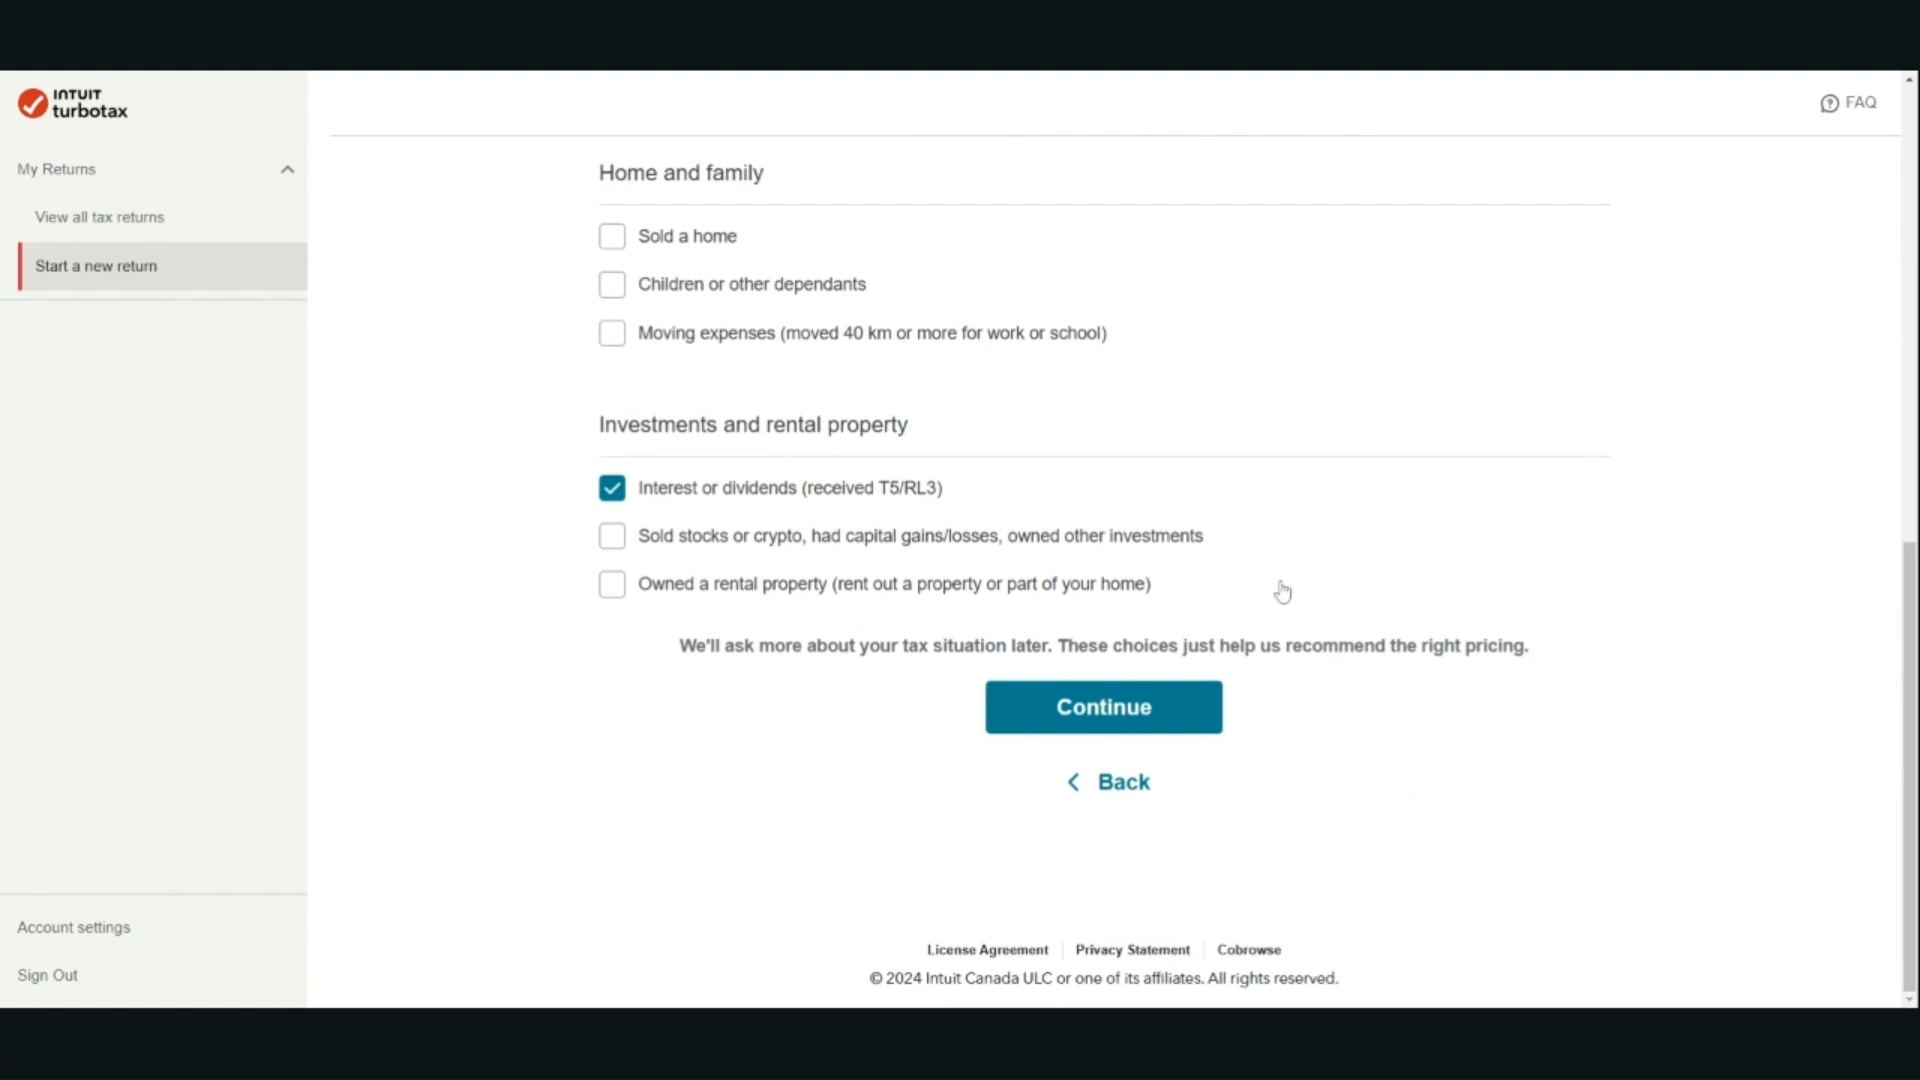 INTUIT
turbotax
My Returns
View all tax returns
Start a new return
Account settings
Sign Out
FAQ
Home and family
Sold a home
Children or other dependants
Moving expenses (moved 40 km or more for work or school)
Investments and rental property
Interest or dividends (received T5/RL3)
Sold stocks or crypto, had capital gains/losses, owned other investments
Owned a rental property (rent out a property or part of your home)
We'll ask more about your tax situation later. These choices just help us recommend the right pricing.
Continue
Back
License Agreement Privacy Statement Cobrowse
© 2024 Intuit Canada ULC or one of its affiliates. All rights reserved.